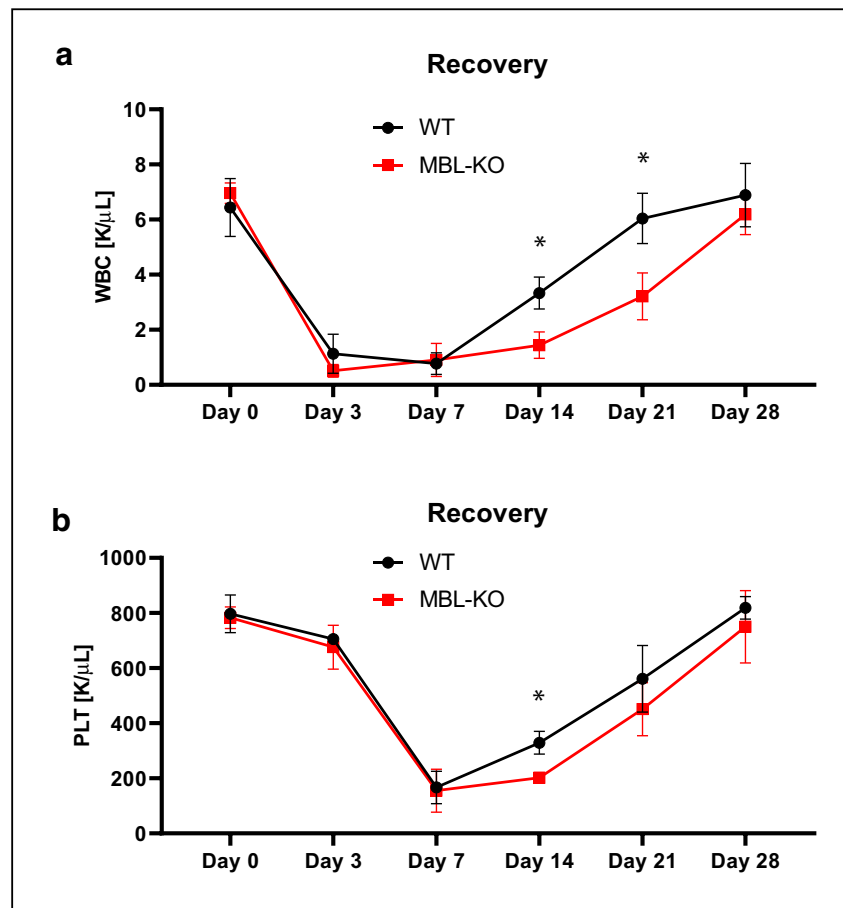 a
Recovery
WT
MBL-KO
WBC [K/μL]
10
8
6
4
2
0
*
*
Day 0 Day 3 Day 7 Day 14 Day 21 Day 28
b
Recovery
WT
MBL-KO
PLT [K/μL]
1000
800
600
400
200
0
*
Day 0 Day 3 Day 7 Day 14 Day 21 Day 28